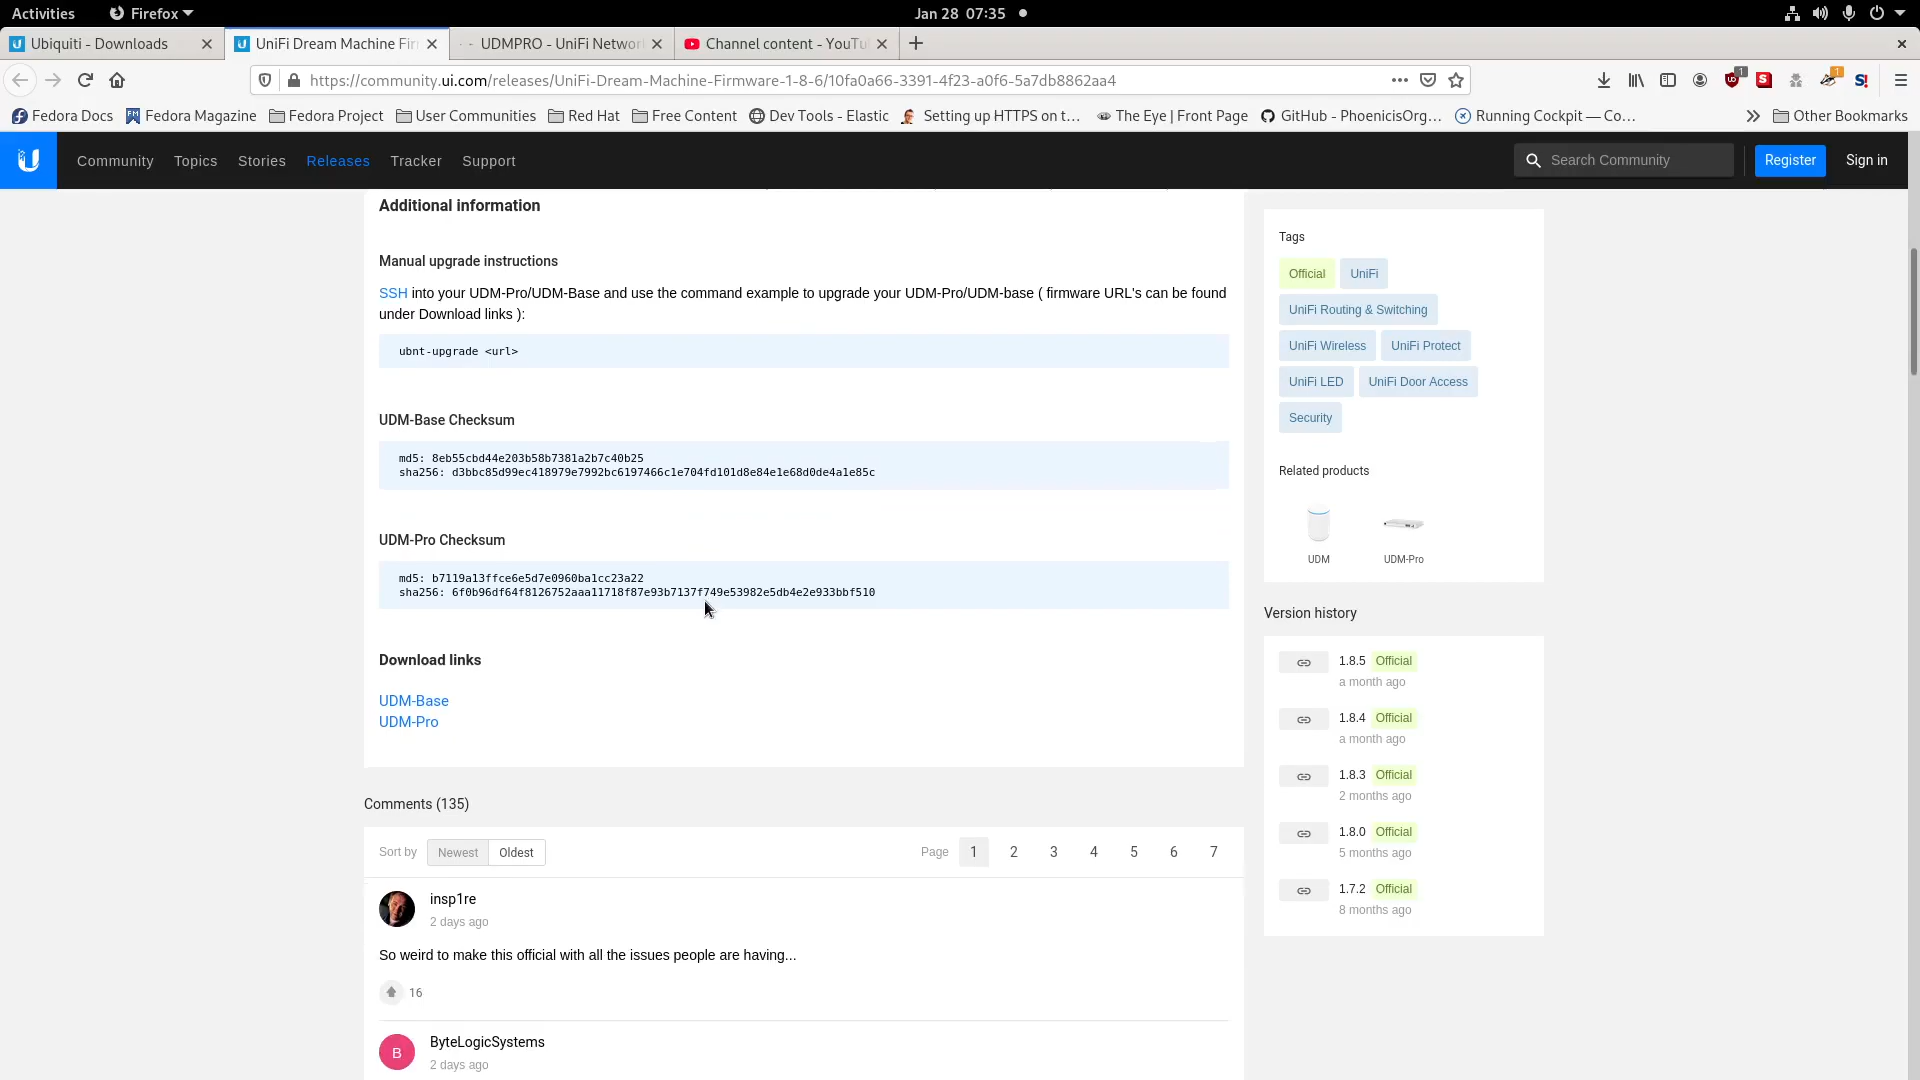 Activities
Firefox
Jan 28 07:35
Ubiquiti - Downloads
UniFi Dream Machine Fir
UDMPRO - UniFi Networ
Channel content - YouTu
https://community.ui.com/releases/UniFi-Dream-Machine-Firmware-1-8-6/10fa0a66-3391-4f23-a0f6-5a7db8862aa4
Fedora Docs
Fedora Magazine
Fedora Project
User Communities
Red Hat
Free Content
Dev Tools - Elastic
Setting up HTTPS on t…
The Eye | Front Page
GitHub - PhoenicisOrg…
Running Cockpit — Co…
Other Bookmarks
Community
Topics
Stories
Releases
Tracker
Support
Search Community
Register
Sign in
Additional information
Manual upgrade instructions
SSH into your UDM-Pro/UDM-Base and use the command example to upgrade your UDM-Pro/UDM-base ( firmware URL's can be found
under Download links ):
ubnt-upgrade <url>
UDM-Base Checksum
md5: 8eb55cbd44e203b58b7381a2b7c40b25
sha256: d3bbc85d99ec418979e7992bc6197466c1e704fd101d8e84e1e68d0de4a1e85c
UDM-Pro Checksum
md5: b7119a13ffce6e5d7e0960ba1cc23a22
sha256: 6f0b96df64f8126752aaa11718f87e93b7137f749e53982e5db4e2e933bbf510
Download links
UDM-Base
UDM-Pro
Comments (135)
Sort by
Newest
Oldest
Page
1
2
3
4
5
6
7
insp1re
2 days ago
So weird to make this official with all the issues people are having...
16
B
ByteLogicSystems
2 days ago
Tags
Official
UniFi
UniFi Routing & Switching
UniFi Wireless
UniFi Protect
UniFi LED
UniFi Door Access
Security
Related products
UDM
UDM-Pro
Version history
1.8.5 Official
a month ago
1.8.4 Official
a month ago
1.8.3 Official
2 months ago
1.8.0 Official
5 months ago
1.7.2 Official
8 months ago